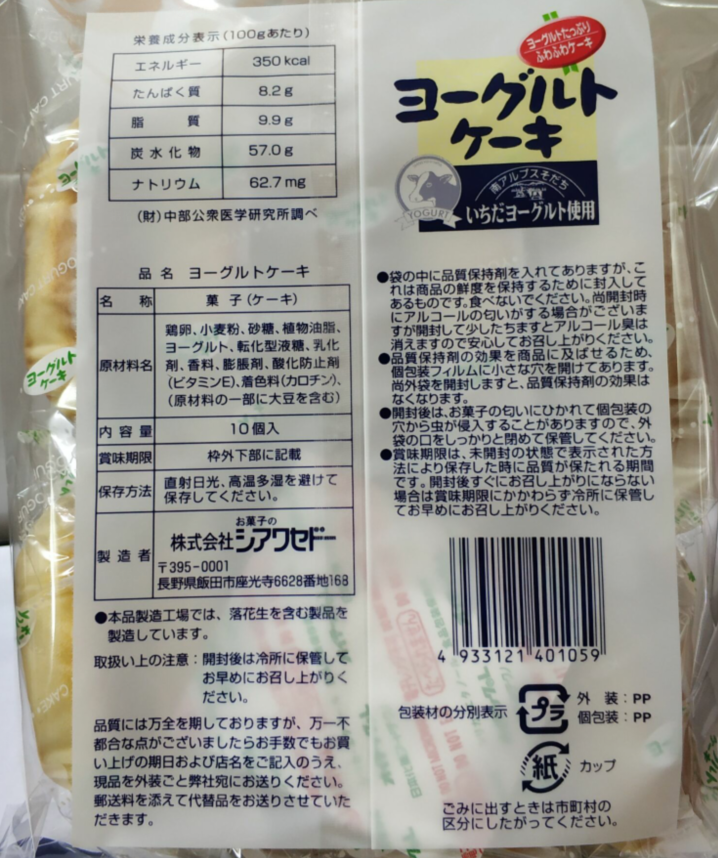 栄養成分表示(100gあたり)
エネルギー 350 kcal
たんぱく質 8.2 g
脂 質 9.9 g
炭水化物 57.0 g
ナトリウム 62.7 mg
(財)中部公衆医学研究所調べ
品名 ヨーグルトケーキ
名 称 菓子(ケーキ)
原材料名
鶏卵、小麦粉、砂糖、植物油脂、
ヨーグルト、転化型液糖、乳化
剤、香料、膨脹剤、酸化防止剤
(ビタミンE)、着色料(カロチン)、
(原材料の一部に大豆を含む)
内容量 10個入
賞味期限 枠外下部に記載
保存方法
直射日光、高温多湿を避けて
保存してください。
製造者
お菓子の
株式会社シアワセドー
〒395-0001
長野県飯田市座光寺6628番地168
●本品製造工場では、落花生を含む製品を
製造しています。
取扱い上の注意：開封後は冷所に保管して
お早めにお召し上がりく
ださい。
品質には万全を期しておりますが、万一不
都合な点がございましたらお手数でもお買
い上げの期日および店名をご記入のうえ、
現品を外装ごと弊社宛にお送りください。
郵送料を添えて代替品をお送りさせていた
だきます。
ヨーグルトたっぷり
ふわふわケーキ
ヨーグルト
ケーキ
南アルプスそだち
いちだヨーグルト使用
YOGURT
●袋の中に品質保持剤を入れてありますが、こ
れは商品の鮮度を保持するために封入して
あるものです。食べないでください。尚開封時
にアルコールの匂いがする場合がございま
すが開封して少したちますとアルコール臭は
消えますので安心してお召し上がりください。
●品質保持剤の効果を商品に及ばせるため、
個包装フィルムに小さな穴を開けてあります。
尚外袋を開封しますと、品質保持剤の効果は
なくなります。
●開封後は、お菓子の匂いにひかれて個包装の
穴から虫が侵入することがありますので、外
袋の口をしっかりと閉めて保管してください。
●賞味期限は、未開封の状態で表示された方
法により保存した時に品質が保たれる期間
です。開封後すぐにお召し上がりにならない
場合は賞味期限にかかわらず冷所に保管し
てお早めにお召し上がりください。
4 933121 401059
包装材の分別表示
プラ
外 装：PP
個包装：PP
紙
カップ
ごみに出すときは市町村の
区分にしたがってください。
ヨーグルト
ケーキ